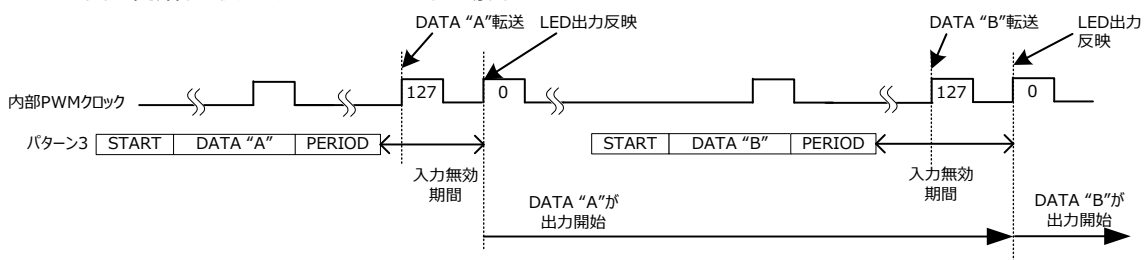 DATA “A”転送
LED出力反映
DATA “B”転送
LED出力
反映
内部PWMクロック
127
0
127
0
パターン3
START
DATA “A”
PERIOD
START
DATA “B”
PERIOD
入力無効
期間
入力無効
期間
DATA “A”が
出力開始
DATA “B”が
出力開始